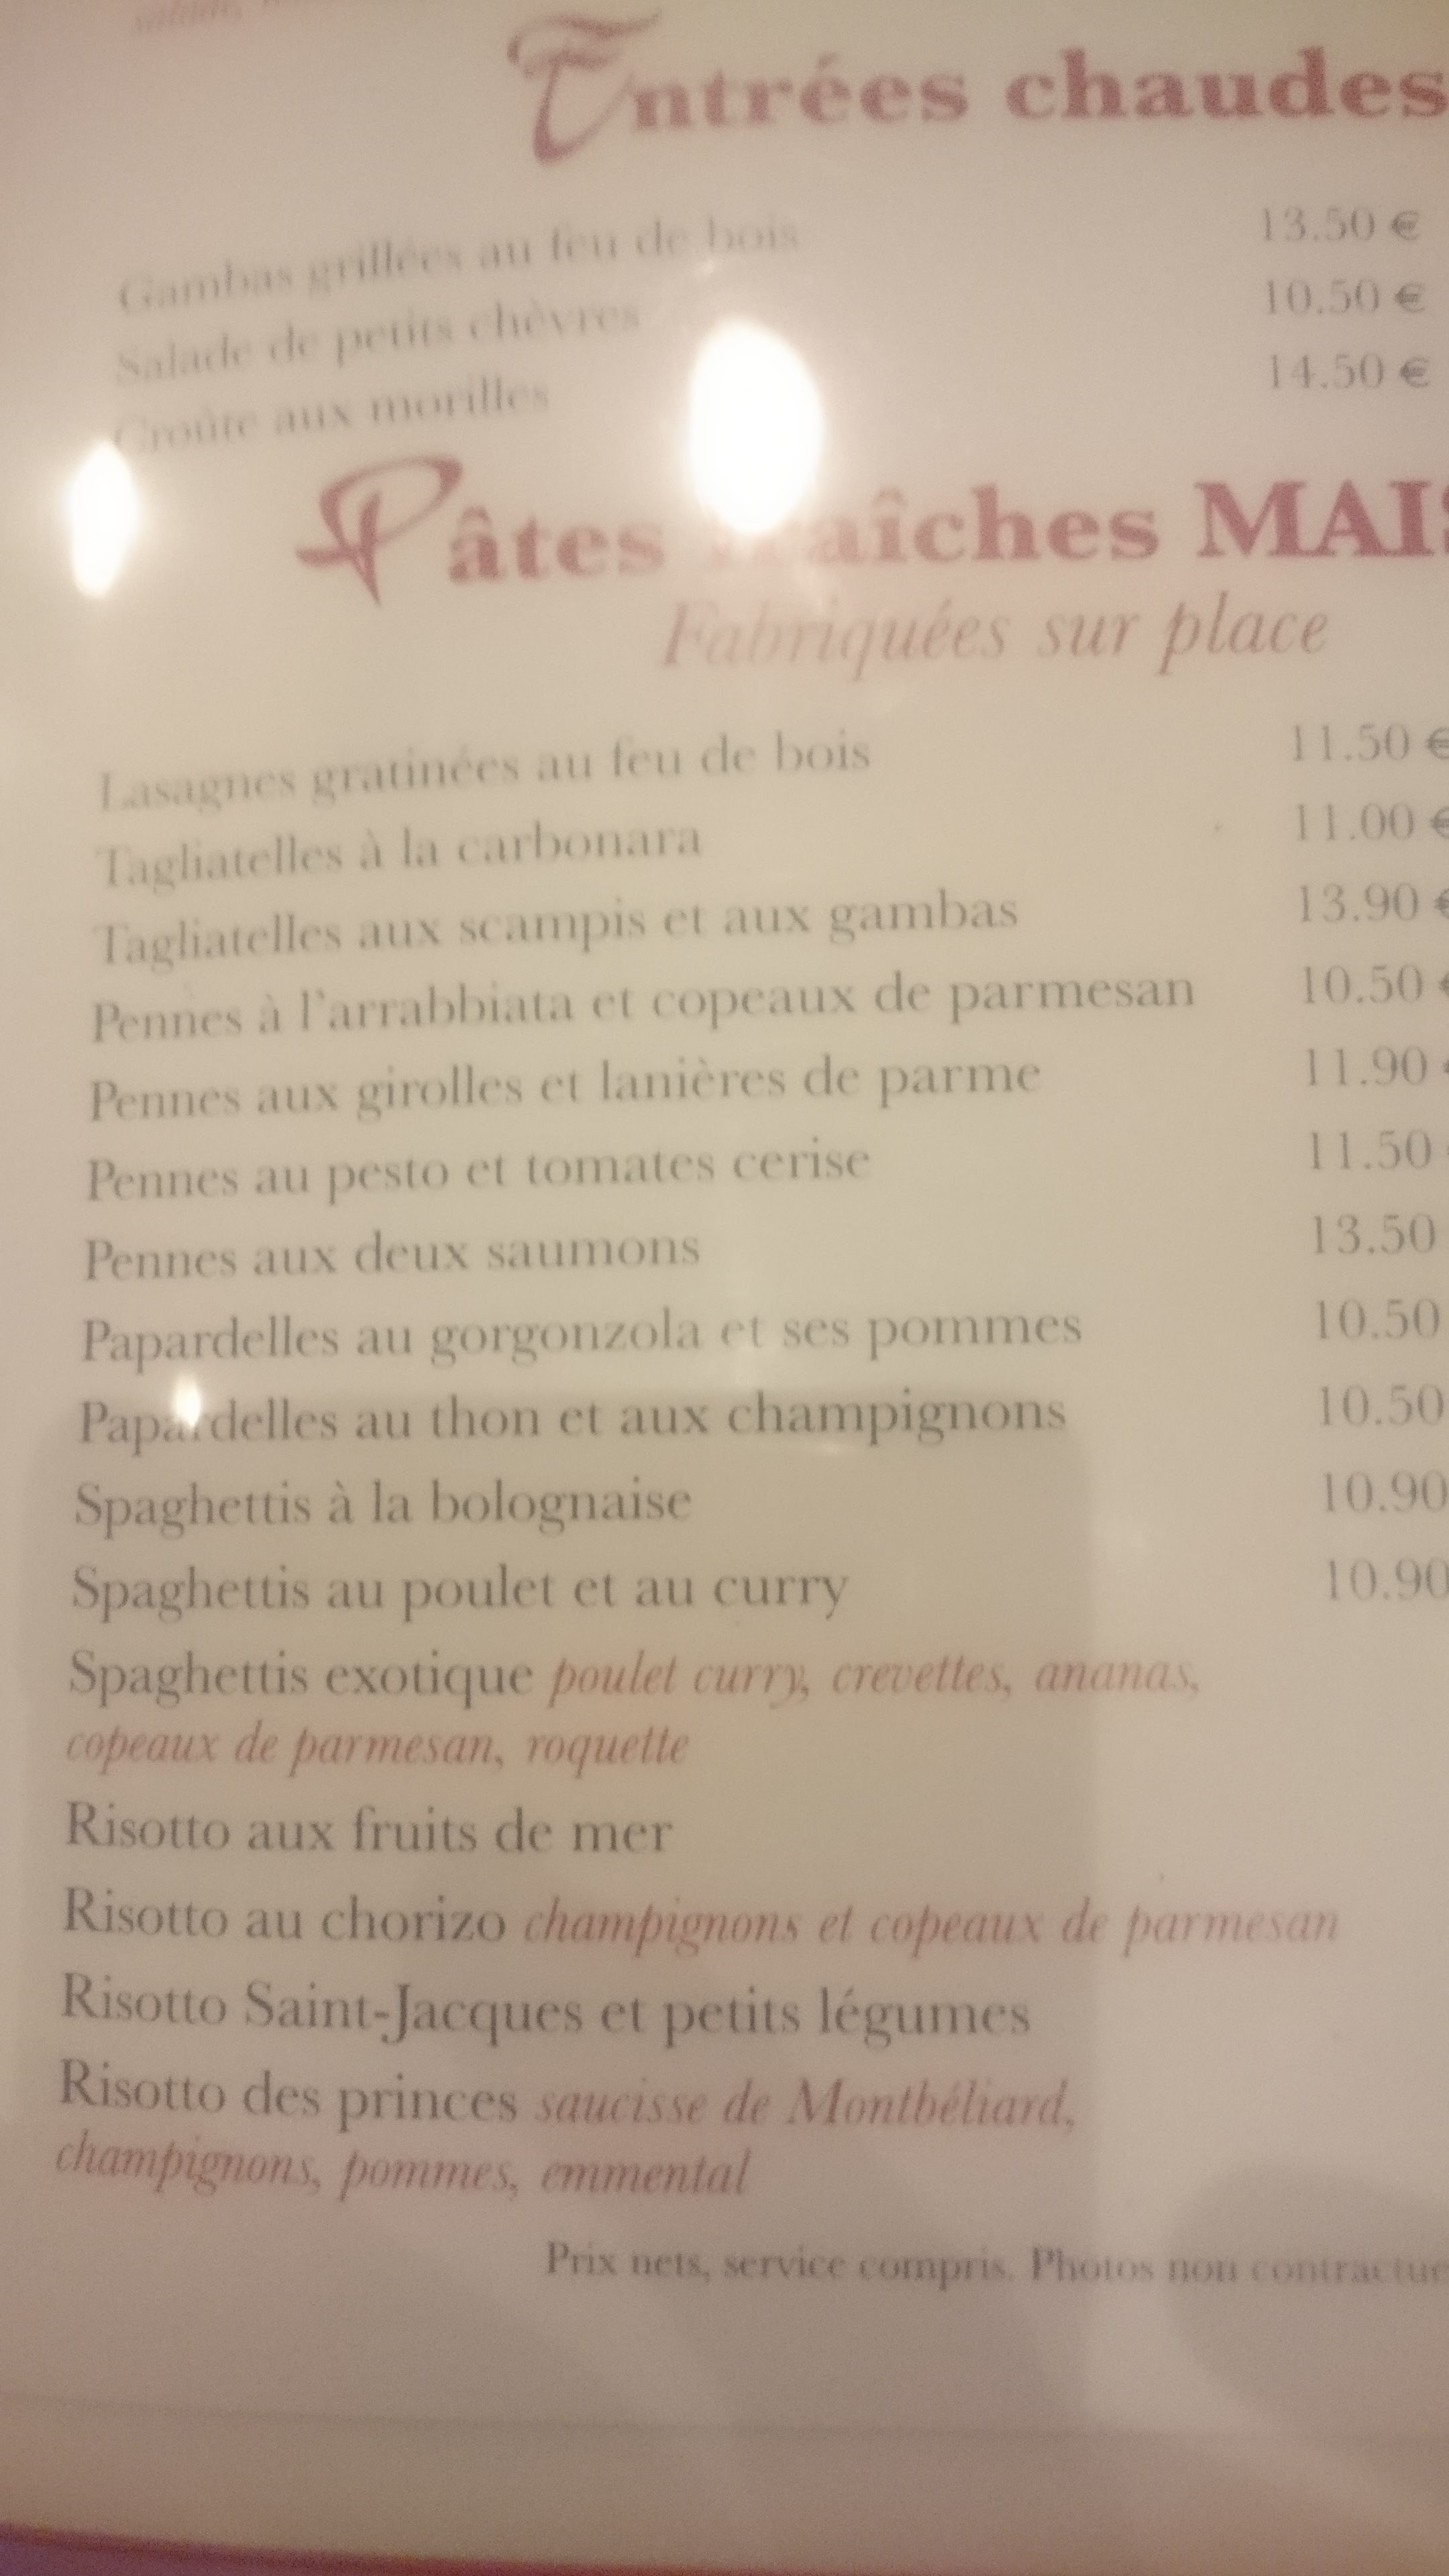 Entrées chaudes
Gambas grillées au feu de bois 13.50 €
Salade de petits chèvres 10.50 €
Croûte aux morilles 14.50 €
Pâtes fraîches MAIS
Fabriquées sur place
Lasagnes gratinées au feu de bois 11.50 €
Tagliatelles à la carbonara 11.00 €
Tagliatelles aux scampis et aux gambas 13.90 €
Pennes à l'arrabbiata et copeaux de parmesan 10.50 €
Pennes aux girolles et lanières de parme 11.90
Pennes au pesto et tomates cerise 11.50
Pennes aux deux saumons 13.50
Papardelles au gorgonzola et ses pommes 10.50
Papardelles au thon et aux champignons 10.50
Spaghettis à la bolognaise 10.90
Spaghettis au poulet et au curry 10.90
Spaghettis exotique poulet curry, crevettes, ananas,
copeaux de parmesan, roquette
Risotto aux fruits de mer
Risotto au chorizo champignons et copeaux de parmesan
Risotto Saint-Jacques et petits légumes
Risotto des princes saucisse de Montbéliard,
champignons, pommes, emmental
Prix nets, service compris. Photos non contractue